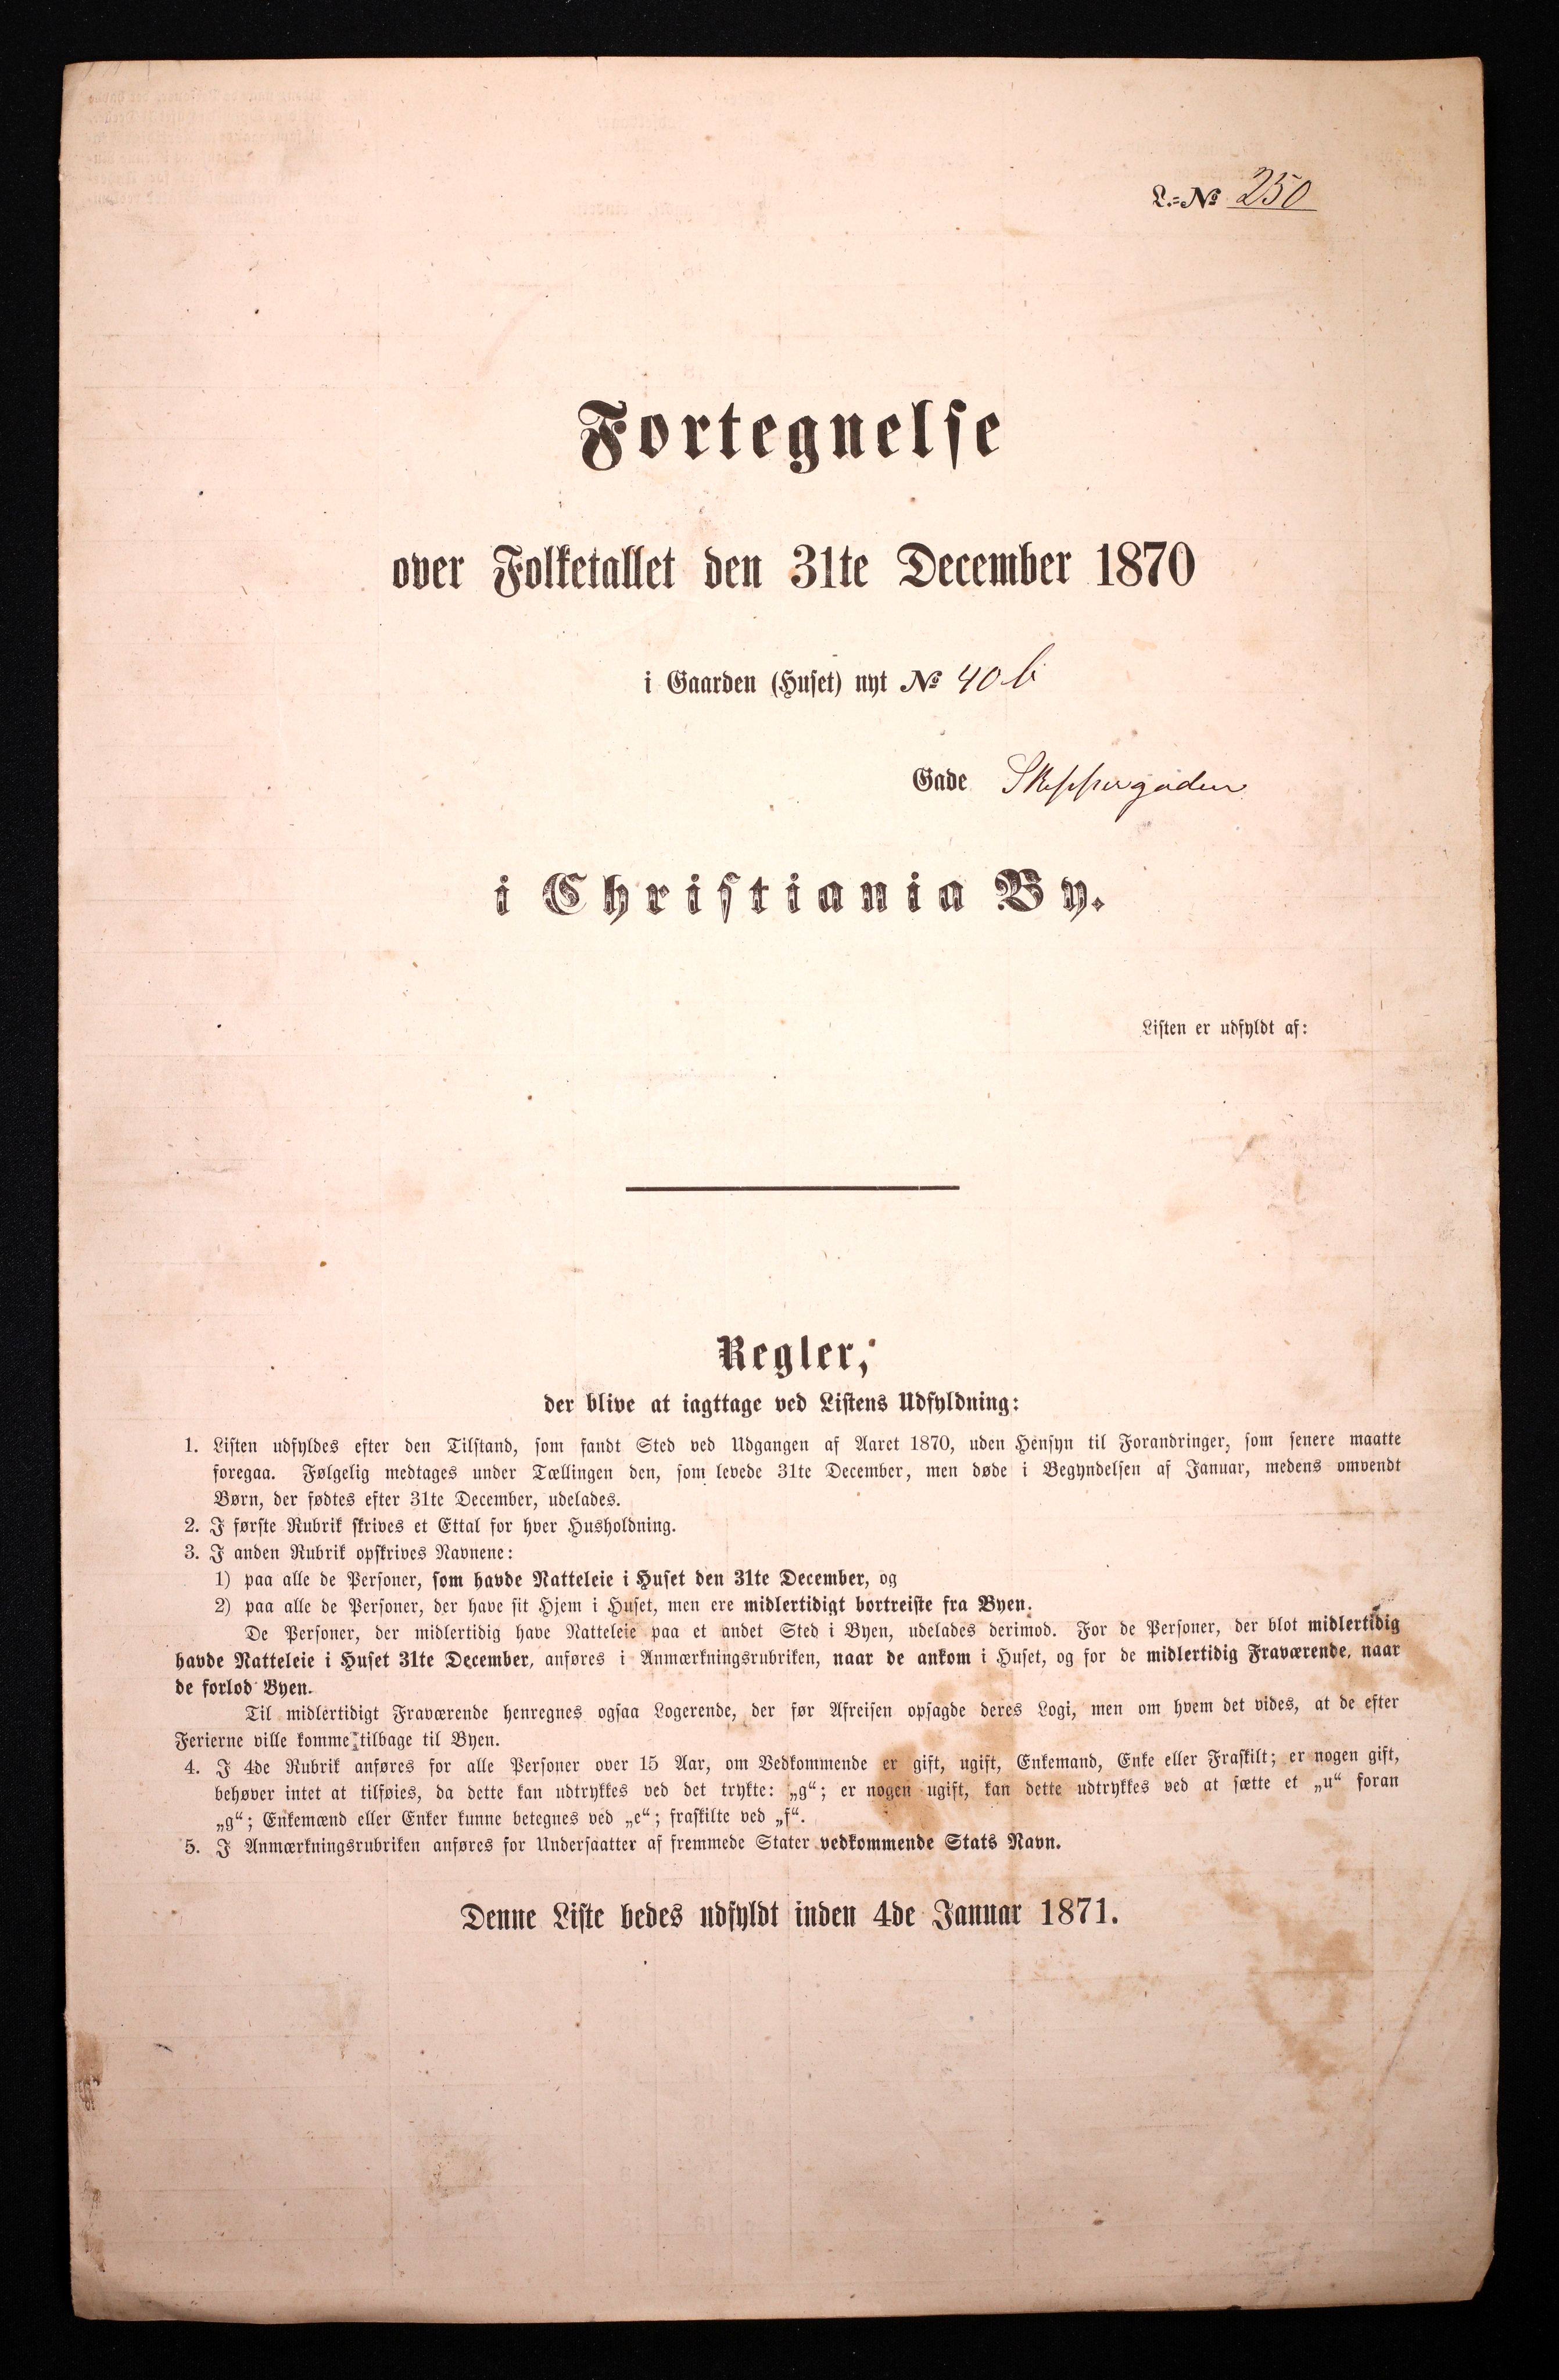 L.=№ 250
Fortegnelse
over Folketallet den 31te December 1870
i Gaarden (Huset) nyt № 40 b
Gade Skippergaden
i Christiania By.
Listen er udfyldt af:
Regler,
der blive at iagttage ved Listens Udfyldning:
1. Listen udfyldes efter den Tilstand, som fandt Sted ved Udgangen af Aaret 1870, uden Hensyn til Forandringer, som senere maatte
foregaa. Følgelig medtages under Tællingen den, som levede 31te December, men døde i Begyndelsen af Januar, medens omvendt
Børn, der fødtes efter 31te December, udelades.
2. I første Rubrik skrives et Ettal for hver Husholdning.
3. I anden Rubrik opskrives Navnene:
1) paa alle de Personer, som havde Natteleie i Huset den 31te December, og
2) paa alle de Personer, der have sit Hjem i Huset, men ere midlertidigt bortreiste fra Byen.
De Personer, der midlertidig have Natteleie paa et andet Sted i Byen, udelades derimod. For de Personer, der blot midlertidig
havde Natteleie i Huset 31te December, anføres i Anmærkningsrubriken, naar de ankom i Huset, og for de midlertidig Fraværende, naar
de forlod Byen.
Til midlertidigt Fraværende henregnes ogsaa Logerende, der før Afreisen opsagde deres Logi, men om hvem det vides, at de efter
Ferierne ville komme tilbage til Byen.
4. I 4de Rubrik anføres for alle Personer over 15 Aar, om Vedkommende er gift, ugift, Enkemand, Enke eller Fraskilt; er nogen gift,
behøver intet at tilføies, da dette kan udtrykkes ved det trykte: „g“; er nogen ugift, kan dette udtrykkes ved at sætte et „u“ foran
„g“; Enkemænd eller Enker kunne betegnes ved „e“; fraskilte ved „f“.
5. I Anmærkningsrubriken anføres for Undersaatter af fremmede Stater vedkommende Stats Navn.
Denne Liste bedes udfyldt inden 4de Januar 1871.